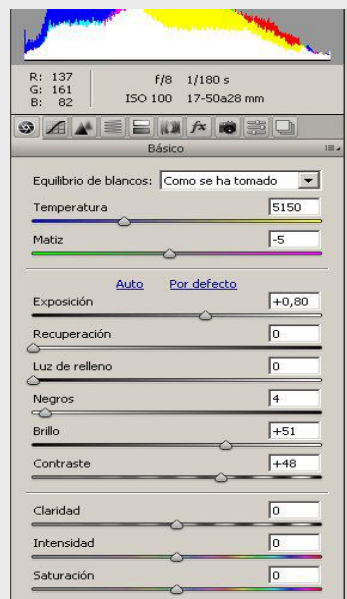 R: 137 f/8 1/180 s
G: 161
B: 82 ISO 100 17-50a28 mm
fx
Básico
Equilibrio de blancos: Como se ha tomado
Temperatura 5150
Matiz -5
Auto Por defecto
Exposición +0,80
Recuperación 0
Luz de relleno 0
Negros 4
Brillo +51
Contraste +48
Claridad 0
Intensidad 0
Saturación 0